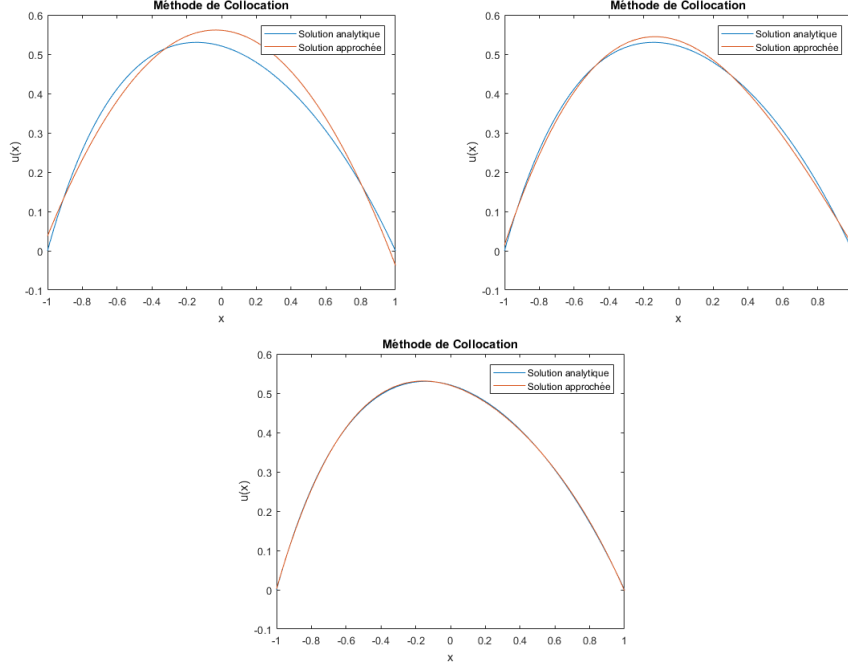 Méthode de Collocation
0.6
0.5
0.4
0.3
0.2
0.1
0
-0.1
u(x)
Solution analytique
Solution approchée
-1 -0.8 -0.6 -0.4 -0.2 0 0.2 0.4 0.6 0.8 1
x
Méthode de Collocation
0.6
0.5
0.4
0.3
0.2
0.1
0
-0.1
u(x)
Solution analytique
Solution approchée
-1 -0.8 -0.6 -0.4 -0.2 0 0.2 0.4 0.6 0.8
x
Méthode de Collocation
0.6
0.5
0.4
0.3
0.2
0.1
0
-0.1
u(x)
Solution analytique
Solution approchée
-1 -0.8 -0.6 -0.4 -0.2 0 0.2 0.4 0.6 0.8 1
x